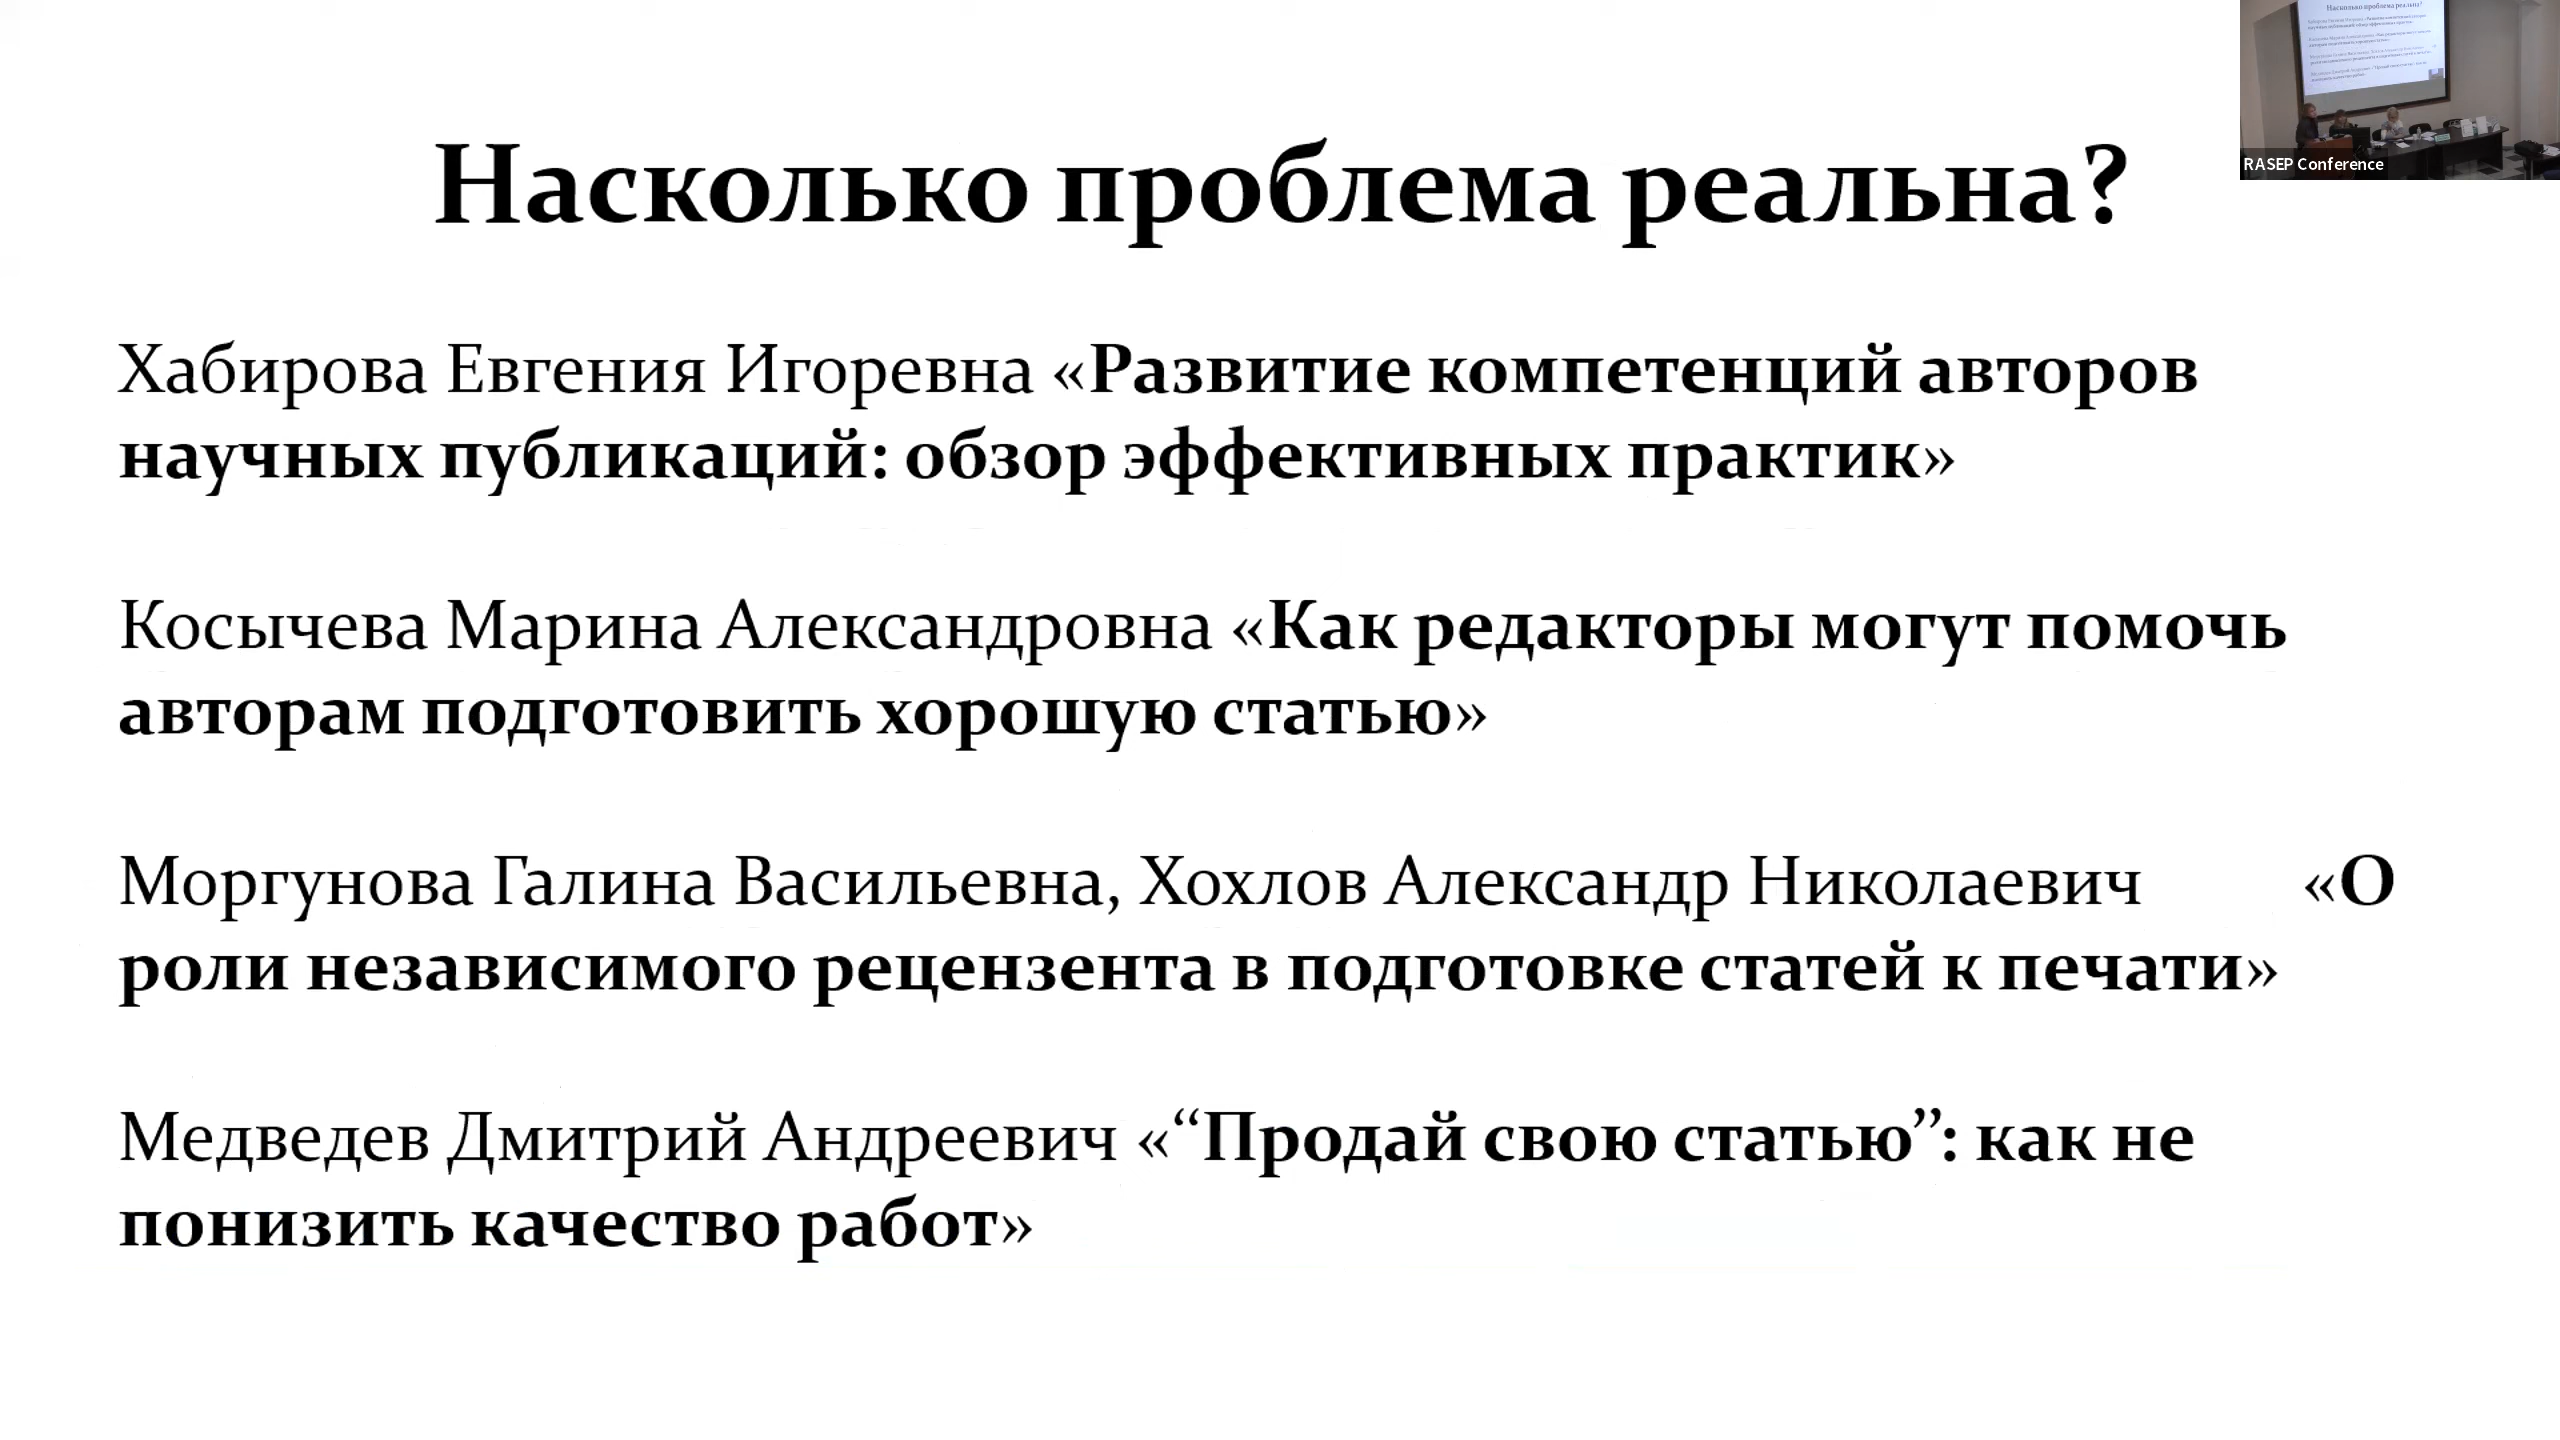 Насколько проблема реальна?
RASEP Conference
Хабирова Евгения Игоревна «Развитие компетенций авторов
научных публикаций: обзор эффективных практик»
Косычева Марина Александровна «Как редакторы могут помочь
авторам подготовить хорошую статью»
Моргунова Галина Васильевна, Хохлов Александр Николаевич «О
роли независимого рецензента в подготовке статей к печати»
Медведев Дмитрий Андреевич «“Продай свою статью”: как не
понизить качество работ»